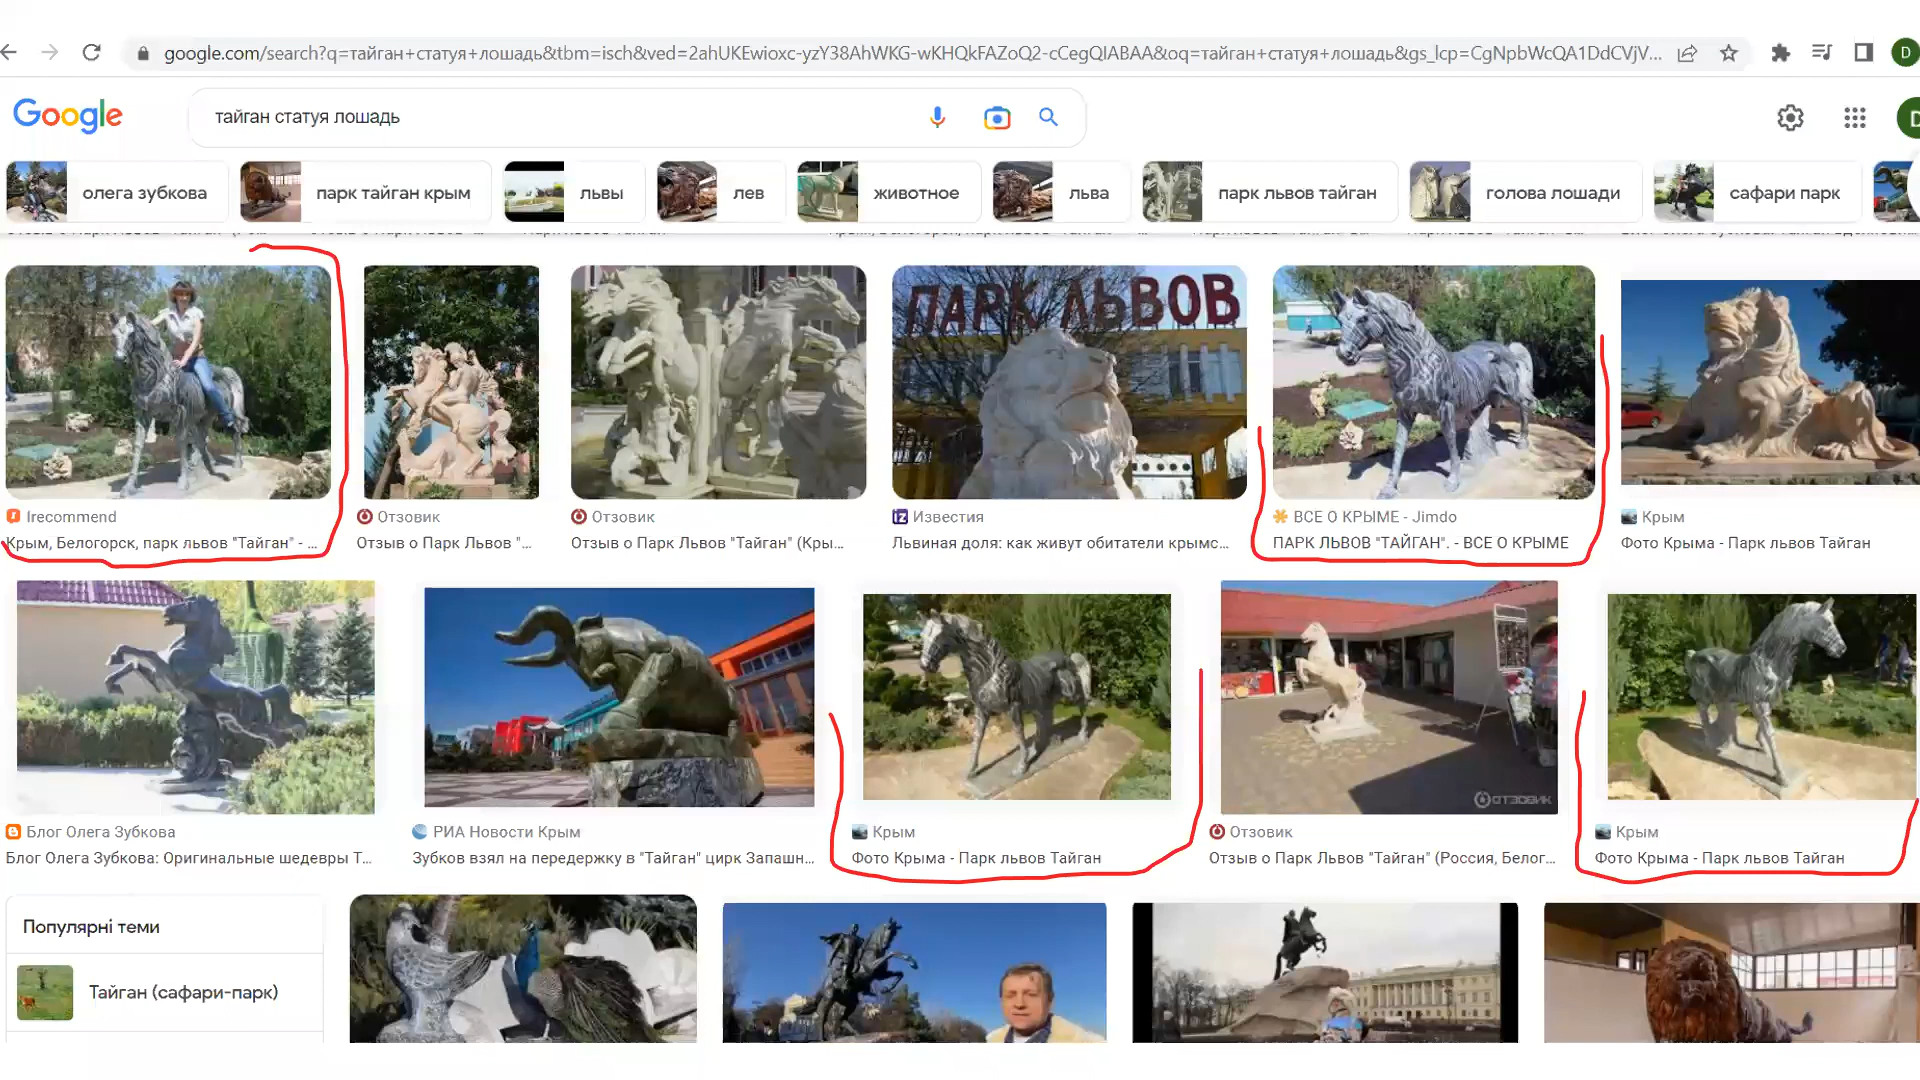 google.com/search?q=тайган+статуя+лошадь&tbm=isch&ved=2ahUKEwioxc-yzY38AhWKG-wKHQkFAZoQ2-cCegQIABAA&oq=тайган+статуя+лошадь&gs_lcp=CgNpbWcQA1DdCVjV...
D
Google
тайган статуя лошадь
D
олега зубкова
парк тайган крым
львы
лев
животное
льва
парк львов тайган
голова лошади
сафари парк
ПАРК ЛЬВОВ
Irecommend
Отзовик
Отзовик
Известия
ВСЕ О КРЫМЕ - Jimdo
Крым
Крым, Белогорск, парк львов "Тайган" - ...
Отзыв о Парк Львов "...
Отзыв о Парк Львов "Тайган" (Кры...
Львиная доля: как живут обитатели крымс...
ПАРК ЛЬВОВ "ТАЙГАН". - ВСЕ О КРЫМЕ
Фото Крыма - Парк львов Тайган
ОТЗОВИК
Блог Олега Зубкова
РИА Новости Крым
Крым
Отзовик
Крым
Блог Олега Зубкова: Оригинальные шедевры Т...
Зубков взял на передержку в "Тайган" цирк Запашн...
Фото Крыма - Парк львов Тайган
Отзыв о Парк Львов "Тайган" (Россия, Белог...
Фото Крыма - Парк львов Тайган
Популярні теми
Тайган (сафари-парк)